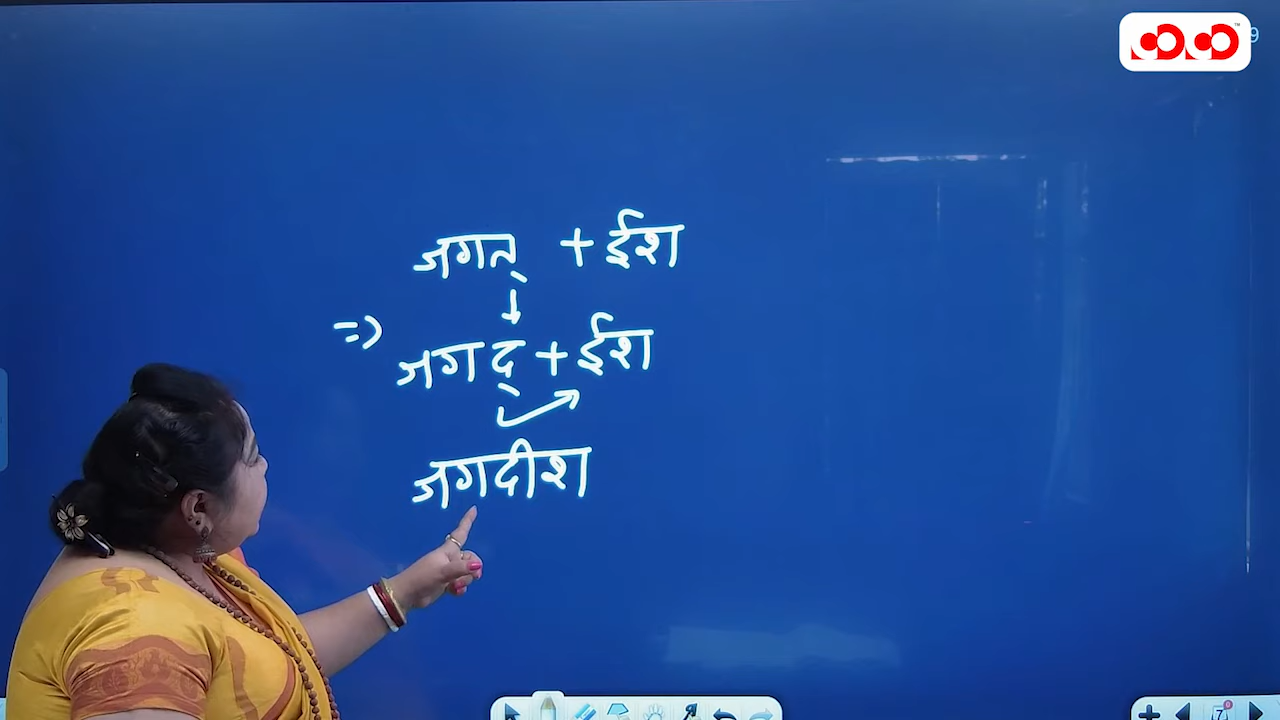 जगत् + ईश
↓
=> जगद् + ईश
जगदीश